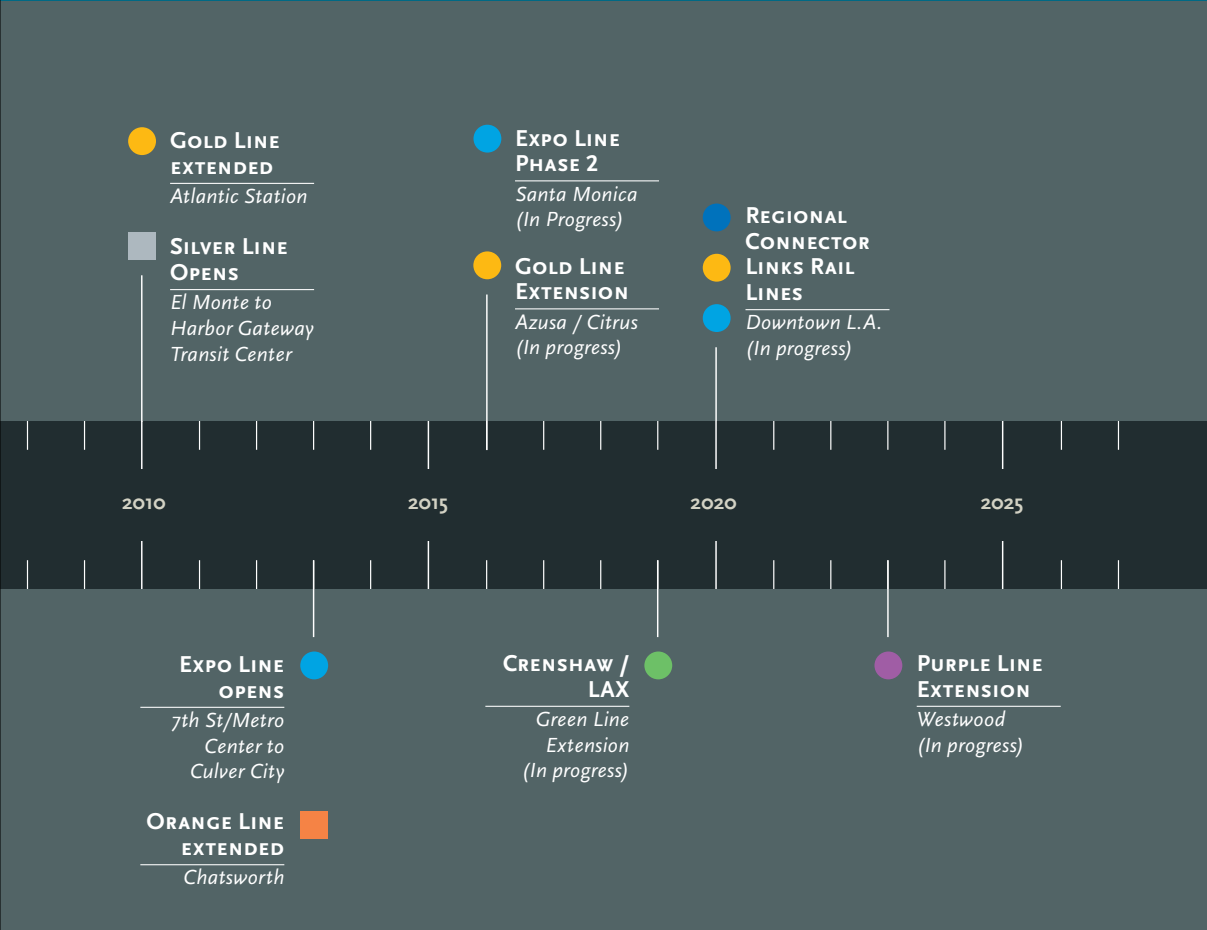 Gold Line
extended
Atlantic Station
Silver Line
Opens
El Monte to
Harbor Gateway
Transit Center
Expo Line
Phase 2
Santa Monica
(In Progress)
Gold Line
Extension
Azusa / Citrus
(In progress)
Regional
Connector
Links Rail
Lines
Downtown L.A.
(In progress)
2010
2015
2020
2025
Expo Line
opens
7th St/Metro
Center to
Culver City
Orange Line
extended
Chatsworth
Crenshaw /
LAX
Green Line
Extension
(In progress)
Purple Line
Extension
Westwood
(In progress)